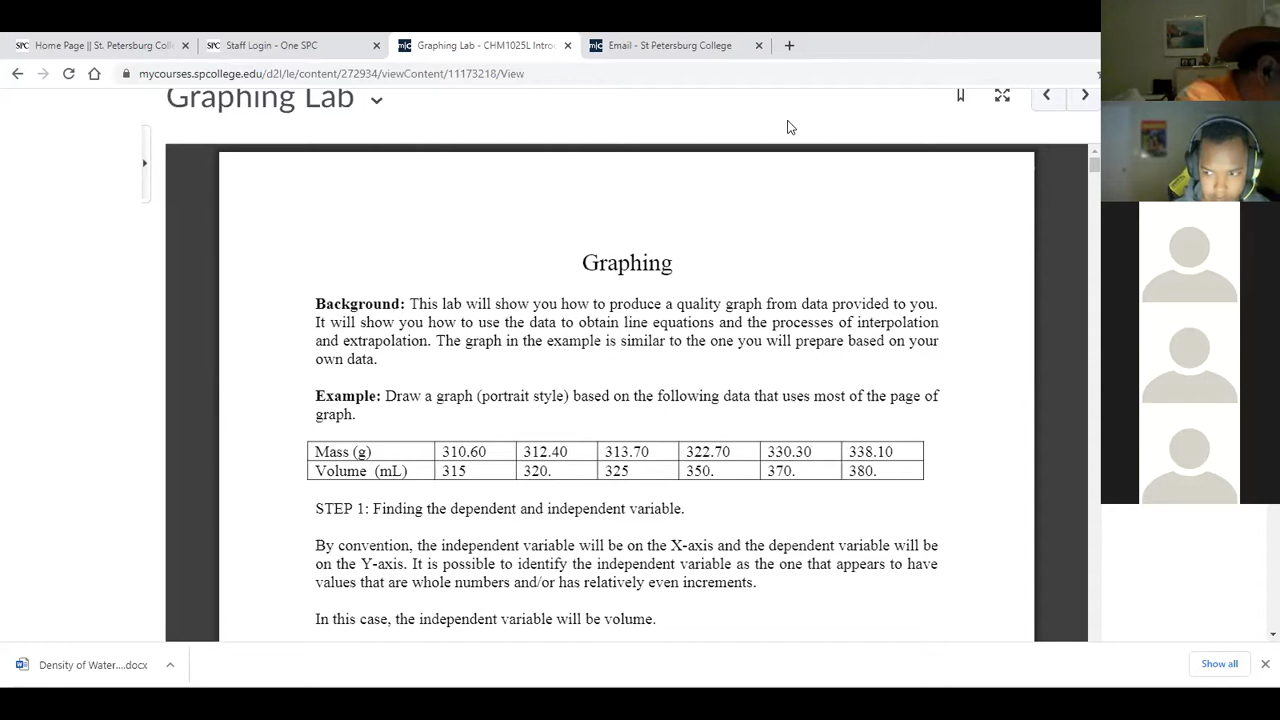 Home Page || St. Petersburg Coll
Staff Login - One SPC
Graphing Lab - CHM1025L Intro
Email - St Petersburg College
mycourses.spcollege.edu/d2l/le/content/272934/viewContent/11173218/View
Graphing Lab
Graphing
Background: This lab will show you how to produce a quality graph from data provided to you.
It will show you how to use the data to obtain line equations and the processes of interpolation
and extrapolation. The graph in the example is similar to the one you will prepare based on your
own data.
Example: Draw a graph (portrait style) based on the following data that uses most of the page of
graph.
Mass (g) 310.60 312.40 313.70 322.70 330.30 338.10
Volume (mL) 315 320. 325 350. 370. 380.
STEP 1: Finding the dependent and independent variable.
By convention, the independent variable will be on the X-axis and the dependent variable will be
on the Y-axis. It is possible to identify the independent variable as the one that appears to have
values that are whole numbers and/or has relatively even increments.
In this case, the independent variable will be volume.
Density of Water....docx
Show all